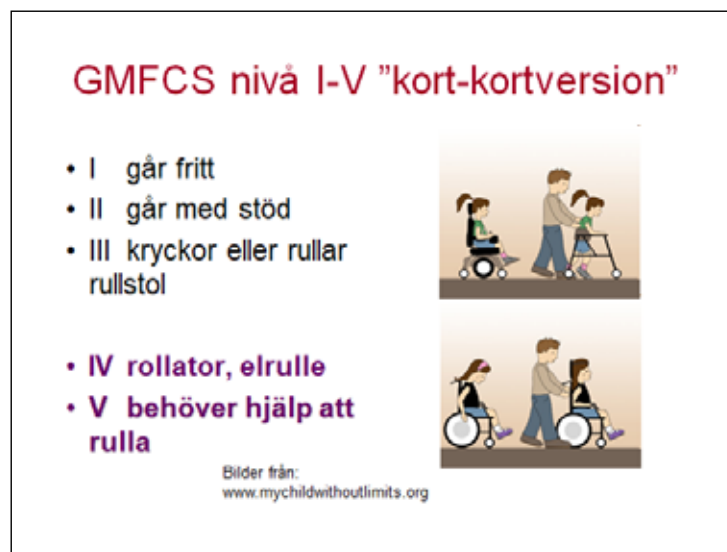 GMFCS nivå I-V ”kort-kortversion”
• I går fritt
• II går med stöd
• III kryckor eller rullar
rullstol
• IV rollator, elrulle
• V behöver hjälp att
rulla
Bilder från:
www.mychildwithoutlimits.org